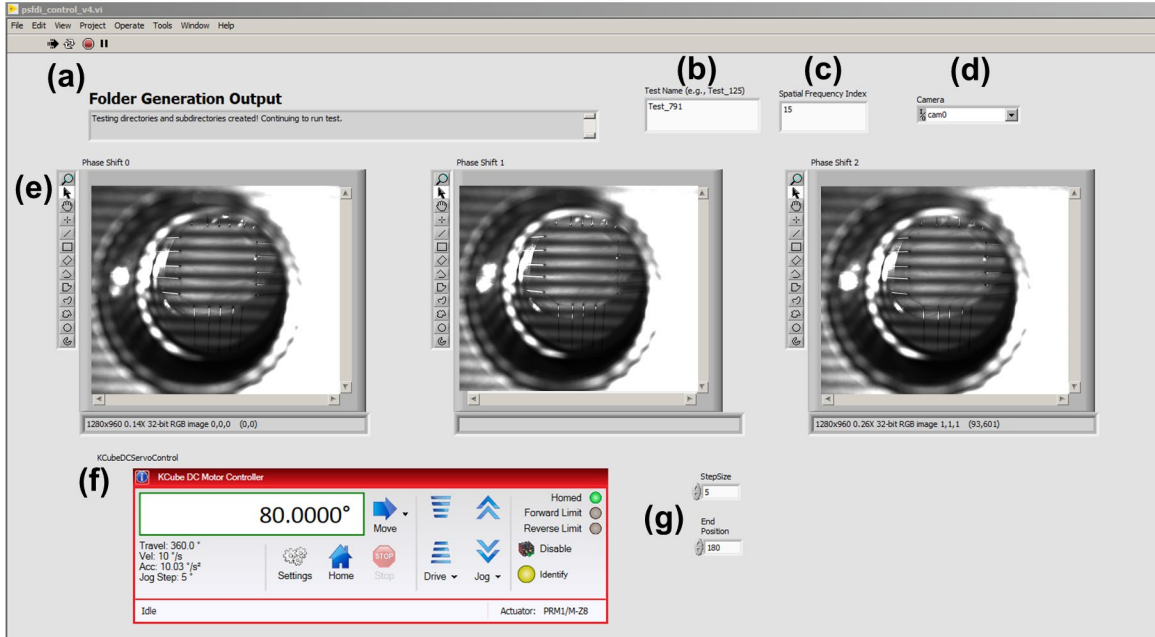 psfdi_control_v4.vi
File Edit View Project Operate Tools Window Help
(a)
(b)
(c)
(d)
Folder Generation Output
Testing directories and subdirectories created! Continuing to run test.
Test Name (e.g., Test_125)
Test_791
Spatial Frequency Index
15
Camera
cam0
(e)
Phase Shift 0
Phase Shift 1
Phase Shift 2
1280x960 0.14X 32-bit RGB image 0,0,0 (0,0)
1280x960 0.26X 32-bit RGB image 1,1,1 (93,601)
(f)
KCubeDCServoControl
KCube DC Motor Controller
80.0000°
Move
Homed
Forward Limit
Reverse Limit
Travel: 360.0 °
Vel: 10 °/s
Acc: 10.03 °/s²
Jog Step: 5 °
Settings
Home
STOP
Stop
Drive
Jog
Disable
Identify
Idle
Actuator: PRM1/M-Z8
(g)
StepSize
5
End
Position
180